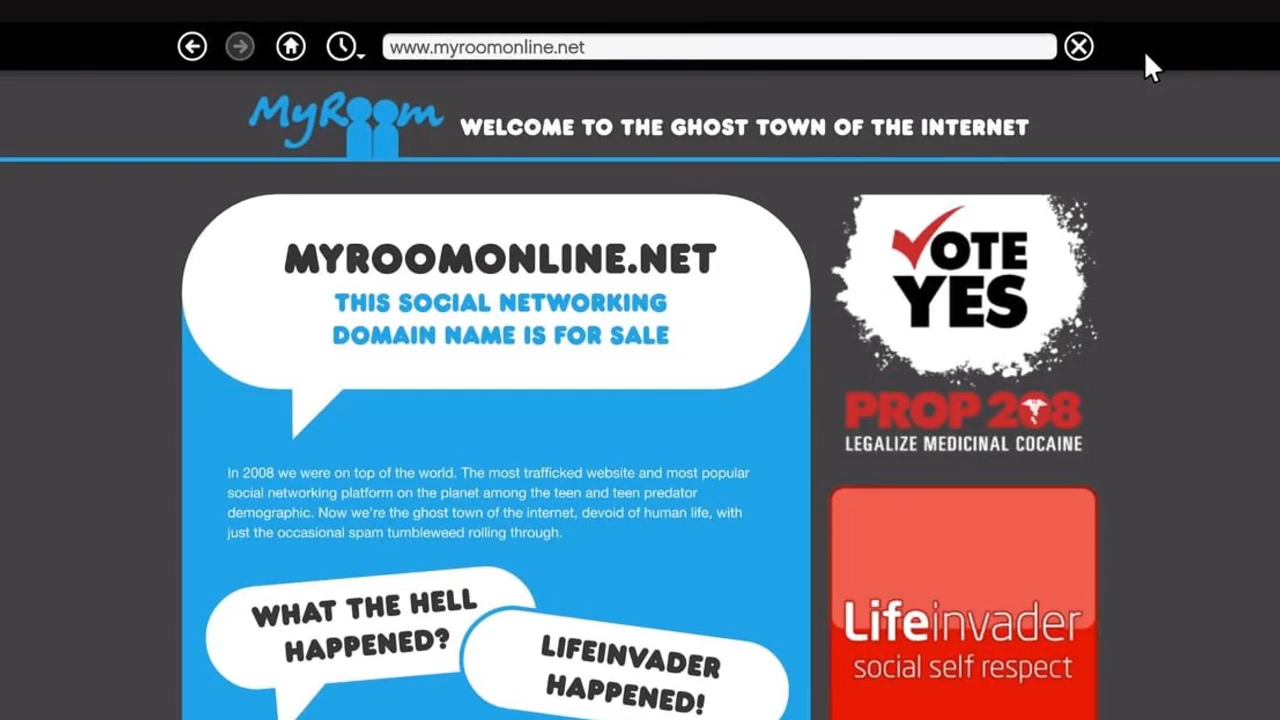 www.myroomonline.net
MyRoom
WELCOME TO THE GHOST TOWN OF THE INTERNET
MYROOMONLINE.NET
THIS SOCIAL NETWORKING
DOMAIN NAME IS FOR SALE
In 2008 we were on top of the world. The most trafficked website and most popular
social networking platform on the planet among the teen and teen predator
demographic. Now we're the ghost town of the internet, devoid of human life, with
just the occasional spam tumbleweed rolling through.
WHAT THE HELL
HAPPENED?
LIFEINVADER
HAPPENED!
VOTE
YES
PROP 208
LEGALIZE MEDICINAL COCAINE
Lifeinvader
social self respect